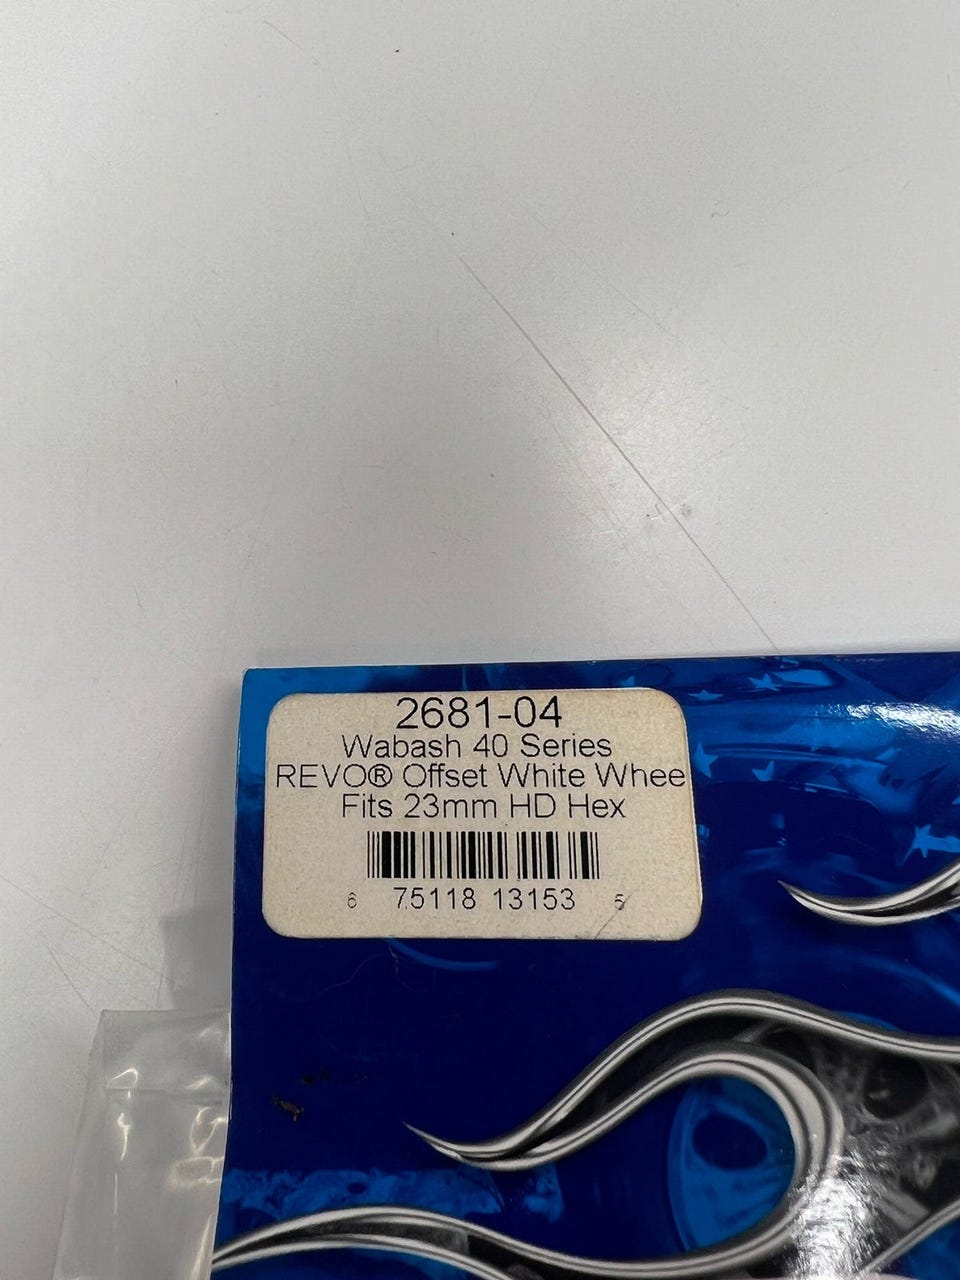 2681-04
Wabash 40 Series
REVO® Offset White Whee
Fits 23mm HD Hex
6 75118 13153 5